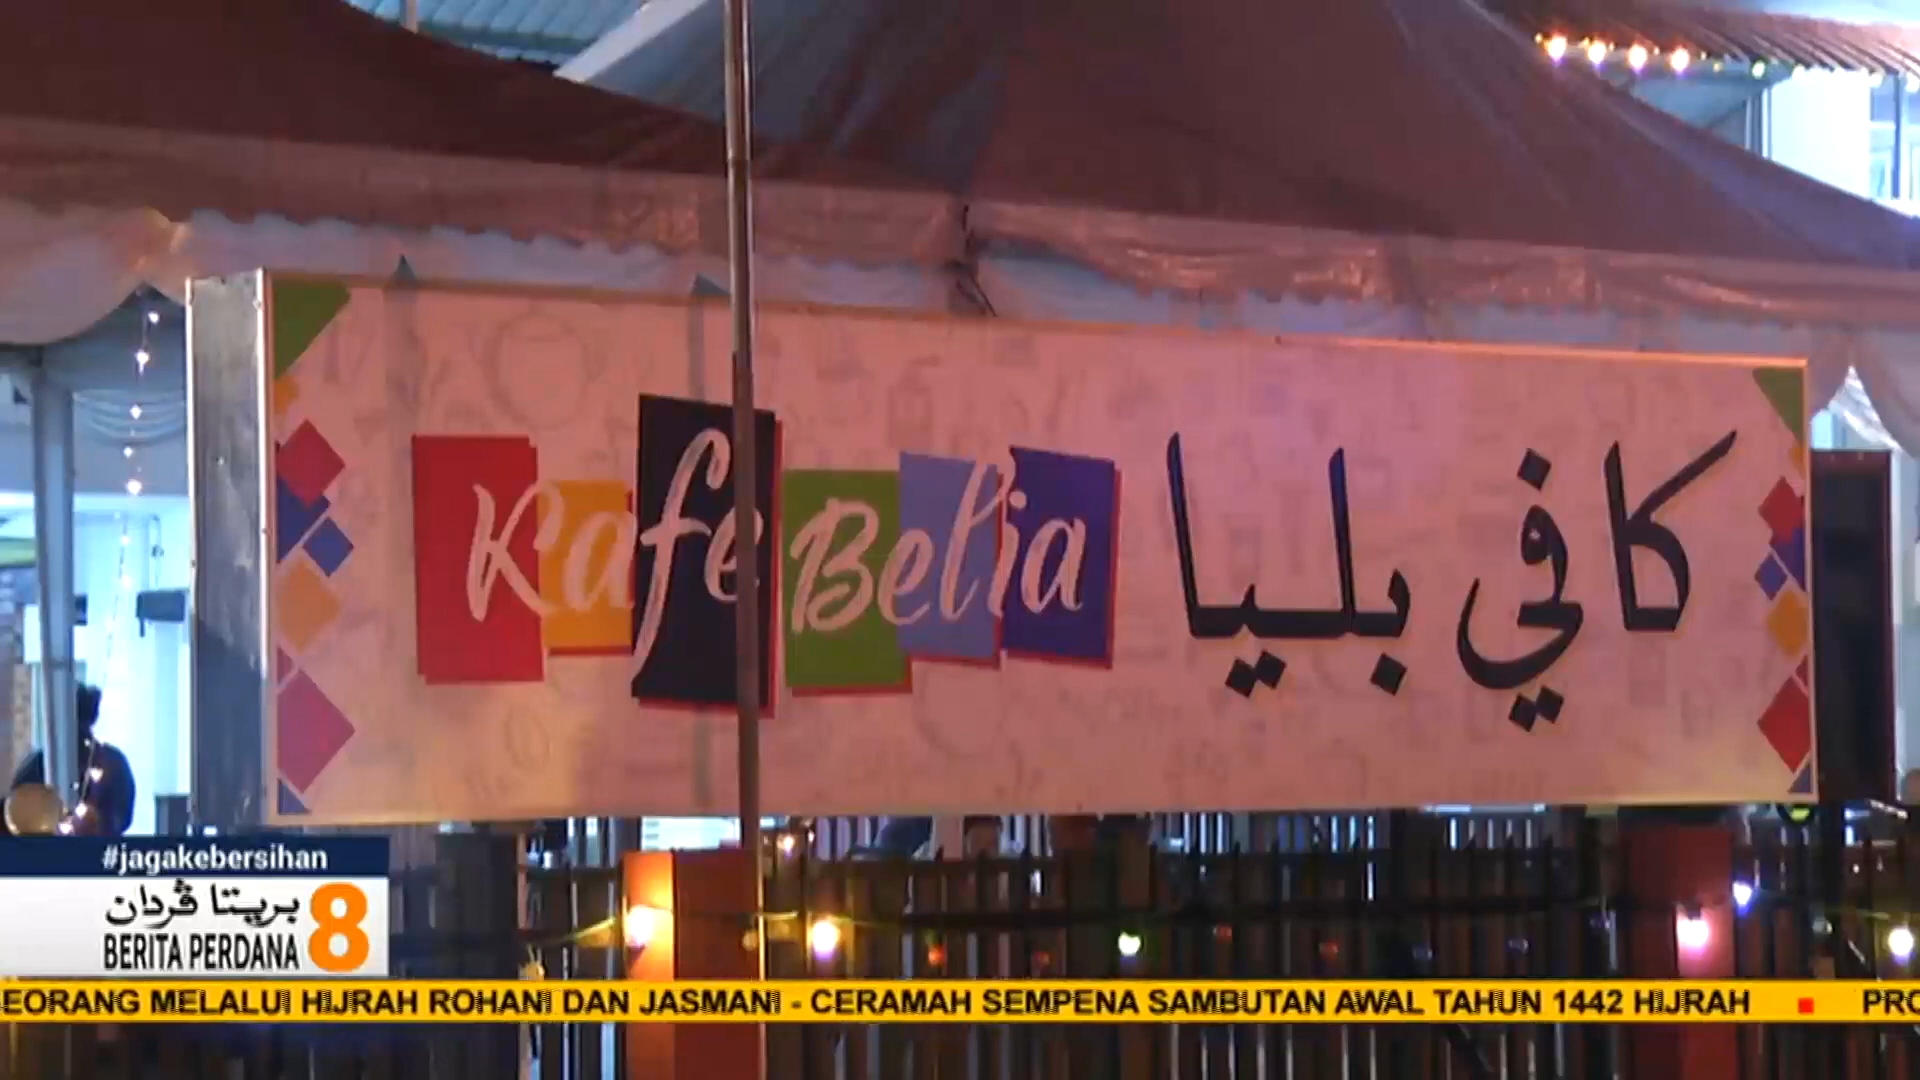 Kafe Belia كافي بليا
#jagakebersihan
بريتا ڤردان
BERITA PERDANA 8
EORANG MELALUI HIJRAH ROHANI DAN JASMANI - CERAMAH SEMPENA SAMBUTAN AWAL TAHUN 1442 HIJRAH ▪ PRO